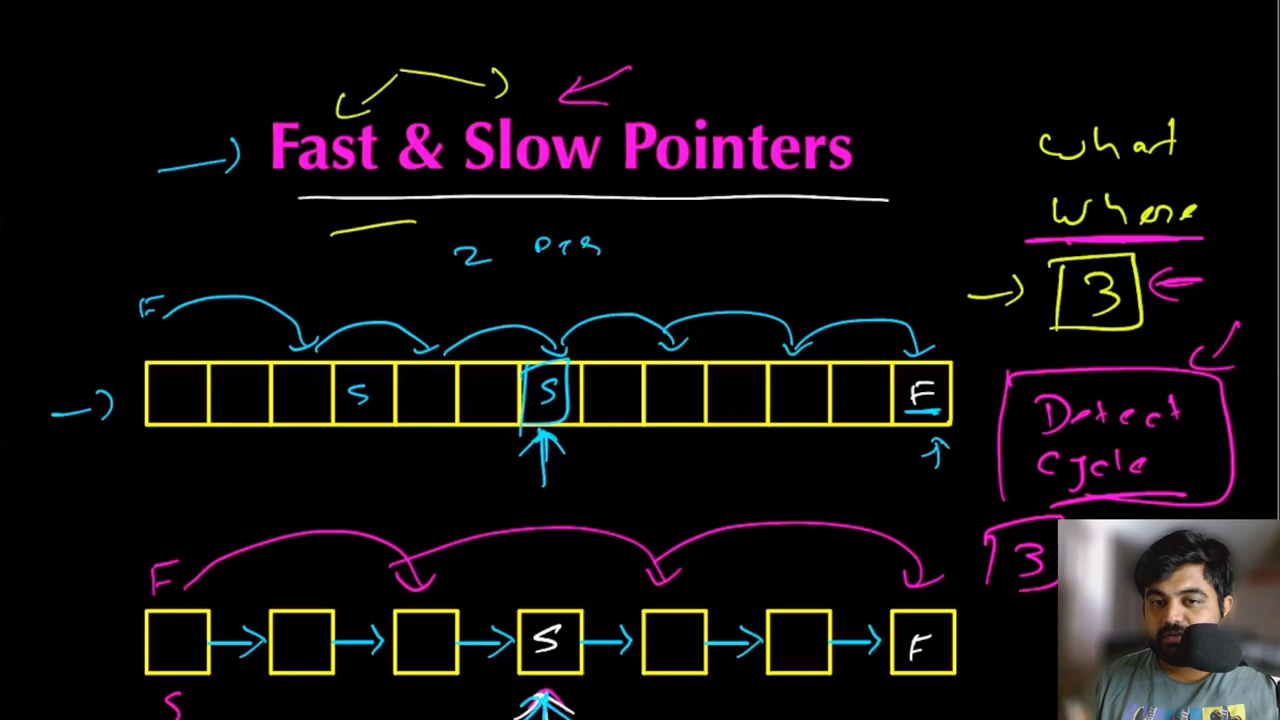 Fast & Slow Pointers
what
where
2 PTR
3
F
S S F
Detect
cycle
3
F
S F
S